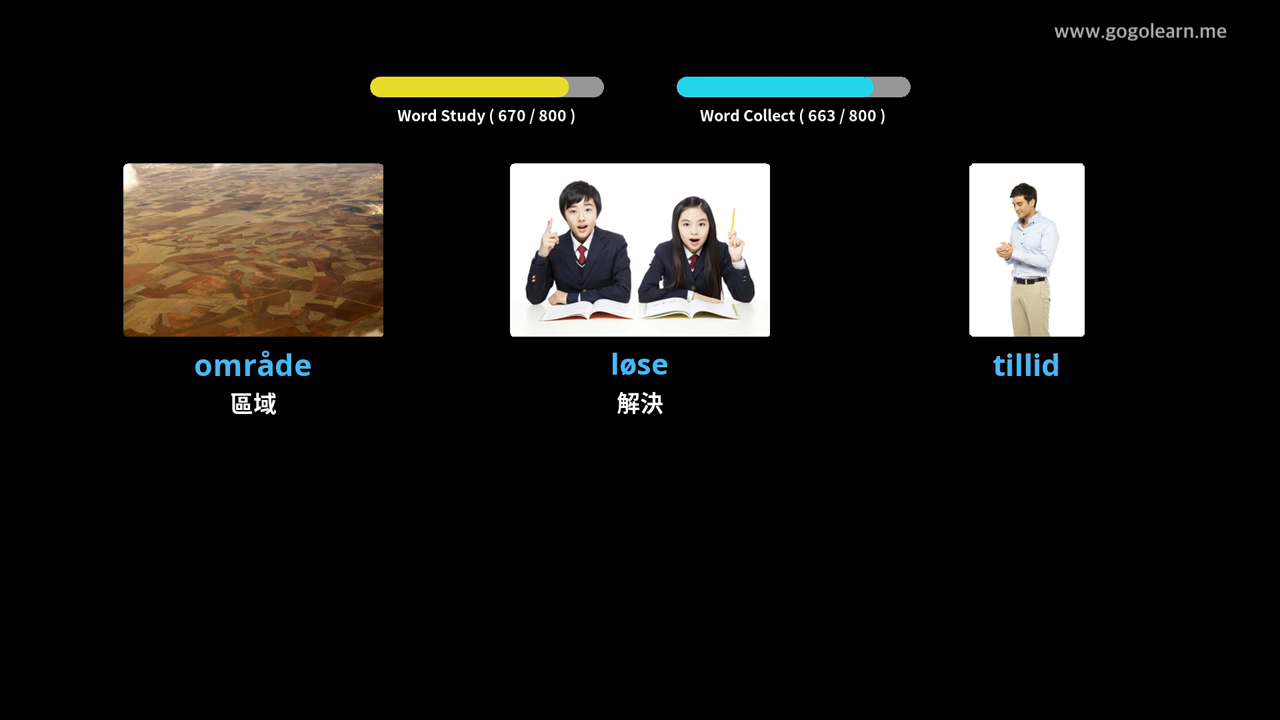 www.gogolearn.me
Word Study ( 670 / 800 )
Word Collect ( 663 / 800 )
område
區域
løse
解決
tillid